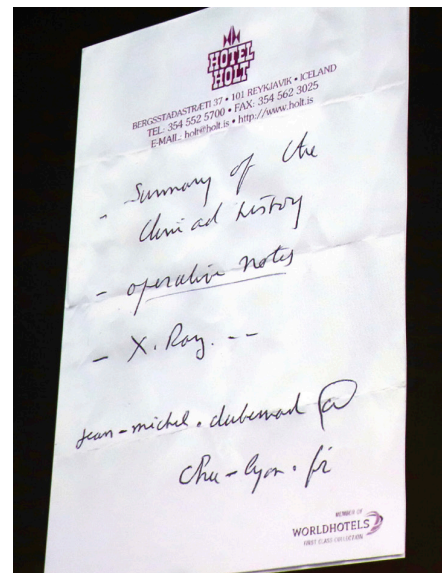 HOTEL
HOLT
BERGSSTADASTRÆTI 37 • 101 REYKJAVIK • ICELAND
TEL: 354 552 5700 • FAX: 354 562 3025
E-MAIL: holt@holt.is • http://www.holt.is
- Summary of the
clinical history
- operative notes
- X.Ray. --
jean-michel.dubernard @
chu-lyon.fr
MEMBER OF
WORLDHOTELS
FIRST CLASS COLLECTION